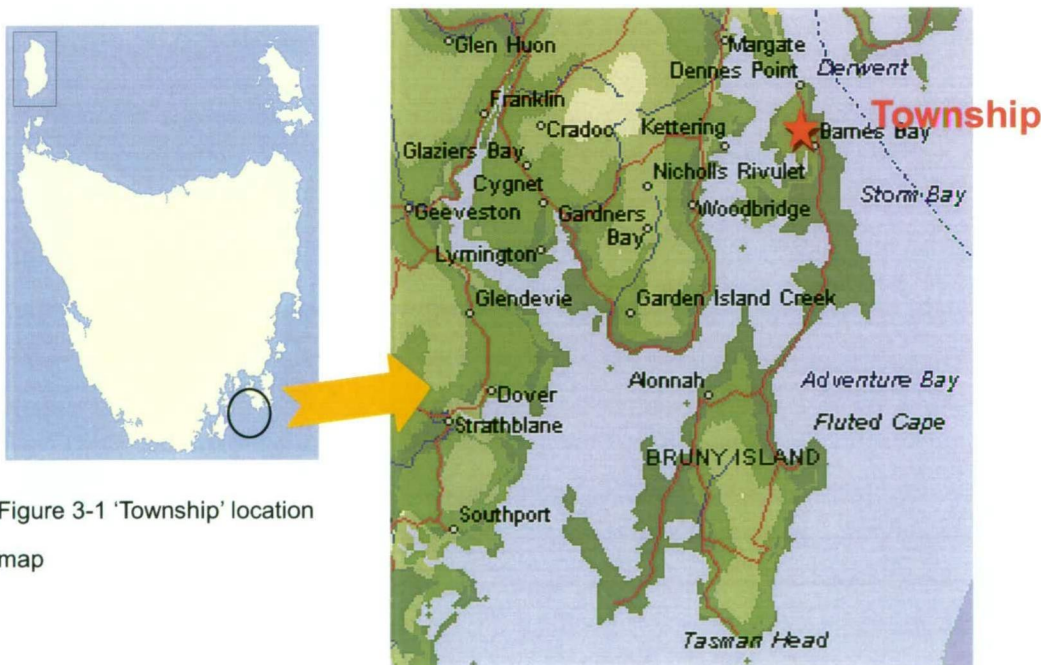 Glen Huon
Margate
Dennes Point
Derwent
Franklin
Township
Cradoc
Kettering
Barnes Bay
Glaziers Bay
Nicholls Rivulet
Cygnet
Storm Bay
Geeveston
Gardners
Bay
Woodbridge
Lymington
Glendevie
Garden Island Creek
Alonnah
Adventure Bay
Dover
Fluted Cape
Strathblane
BRUNY ISLAND
Figure 3-1 ‘Township’ location
map
Southport
Tasman Head